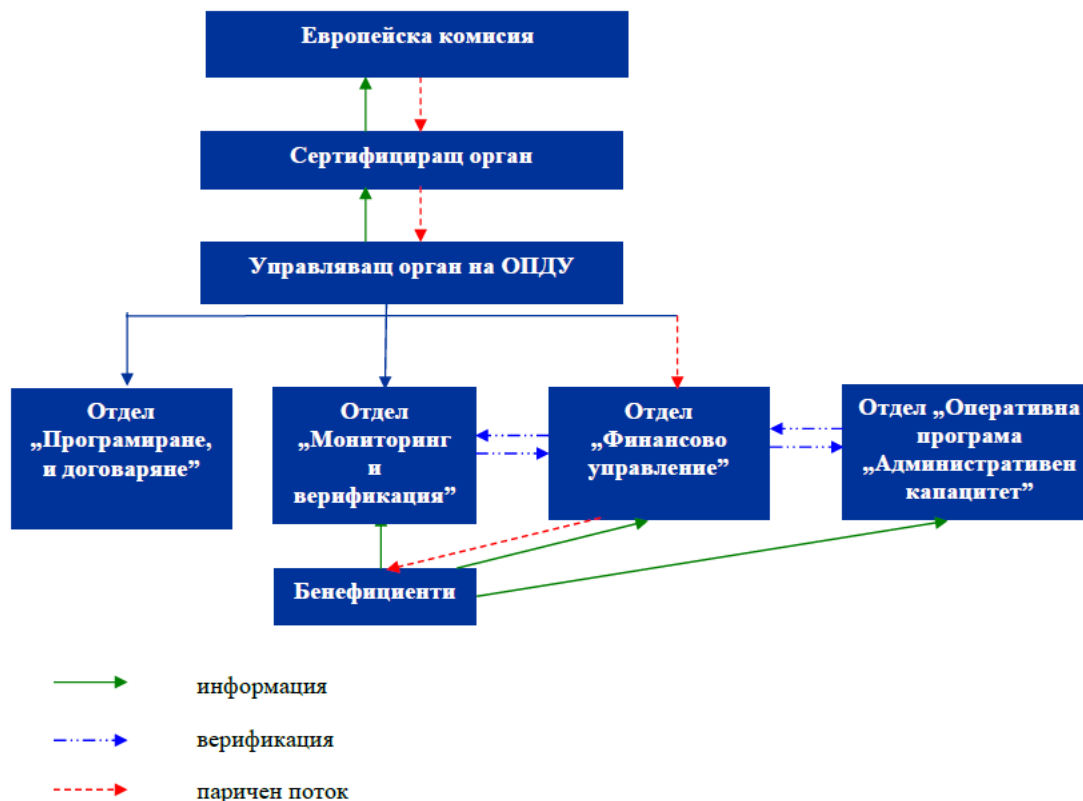 Европейска комисия
Сертифициращ орган
Управляващ орган на ОПДУ
Отдел
„Програмиране,
и договаряне”
Отдел
„Мониторинг
и
верификация”
Отдел
„Финансово
управление”
Отдел „Оперативна
програма
„Административен
капацитет”
Бенефициенти
информация
верификация
паричен поток